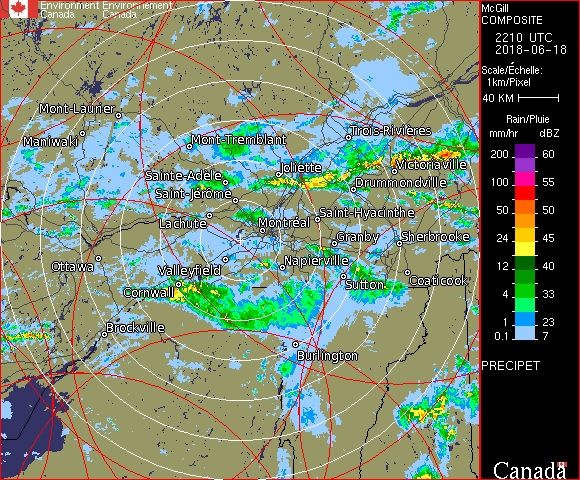 Environment Environnement
Canada Canada
McGill
COMPOSITE
2210 UTC
2018-06-18
Scale/Échelle:
1km/Pixel
40 KM
Rain/Pluie
mm/hr dBZ
200 60
150 57
100 55
50 50
24 45
12 40
4 33
1 23
0.1 7
PRECIPET
Canada
Mont-Laurier
Maniwaki
Mont-Tremblant
Trois-Rivières
Joliette
Victoriaville
Sainte-Adèle
Drummondville
Saint-Jérôme
Saint-Hyacinthe
Lachute
Montréal
Granby
Sherbrooke
Ottawa
Valleyfield
Napierville
Coaticook
Sutton
Cornwall
Brockville
Burlington